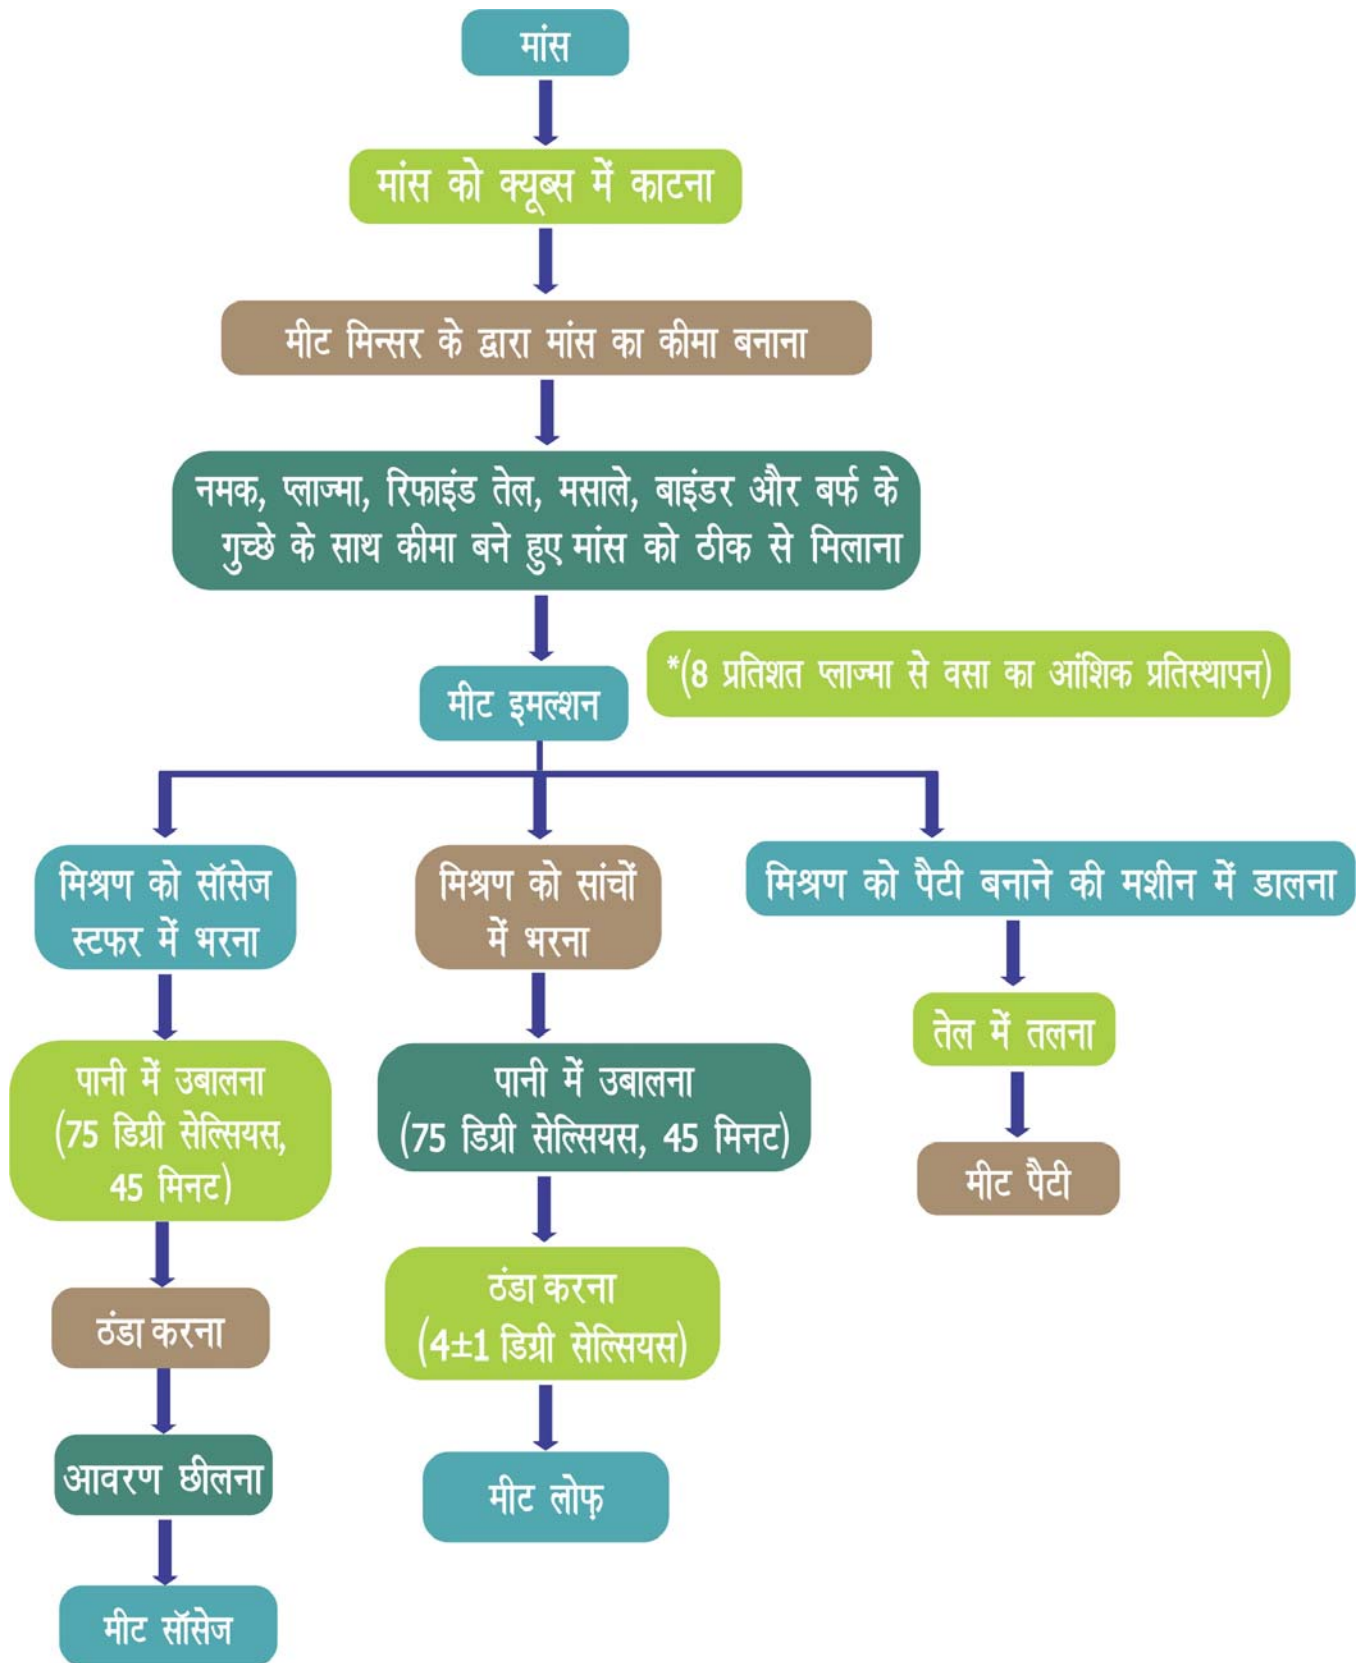 मांस
मांस को क्यूब्स में काटना
मीट मिन्सर के द्वारा मांस का कीमा बनाना
नमक, प्लाज्मा, रिफाइंड तेल, मसाले, बाइंडर और बर्फ के
गुच्छे के साथ कीमा बने हुए मांस को ठीक से मिलाना
*(8 प्रतिशत प्लाज्मा से वसा का आंशिक प्रतिस्थापन)
मीट इमल्शन
मिश्रण को सॉसेज
स्टफर में भरना
पानी में उबालना
(75 डिग्री सेल्सियस,
45 मिनट)
ठंडा करना
आवरण छीलना
मीट सॉसेज
मिश्रण को सांचों
में भरना
पानी में उबालना
(75 डिग्री सेल्सियस, 45 मिनट)
ठंडा करना
(4±1 डिग्री सेल्सियस)
मीट लोफ़
मिश्रण को पैटी बनाने की मशीन में डालना
तेल में तलना
मीट पैटी